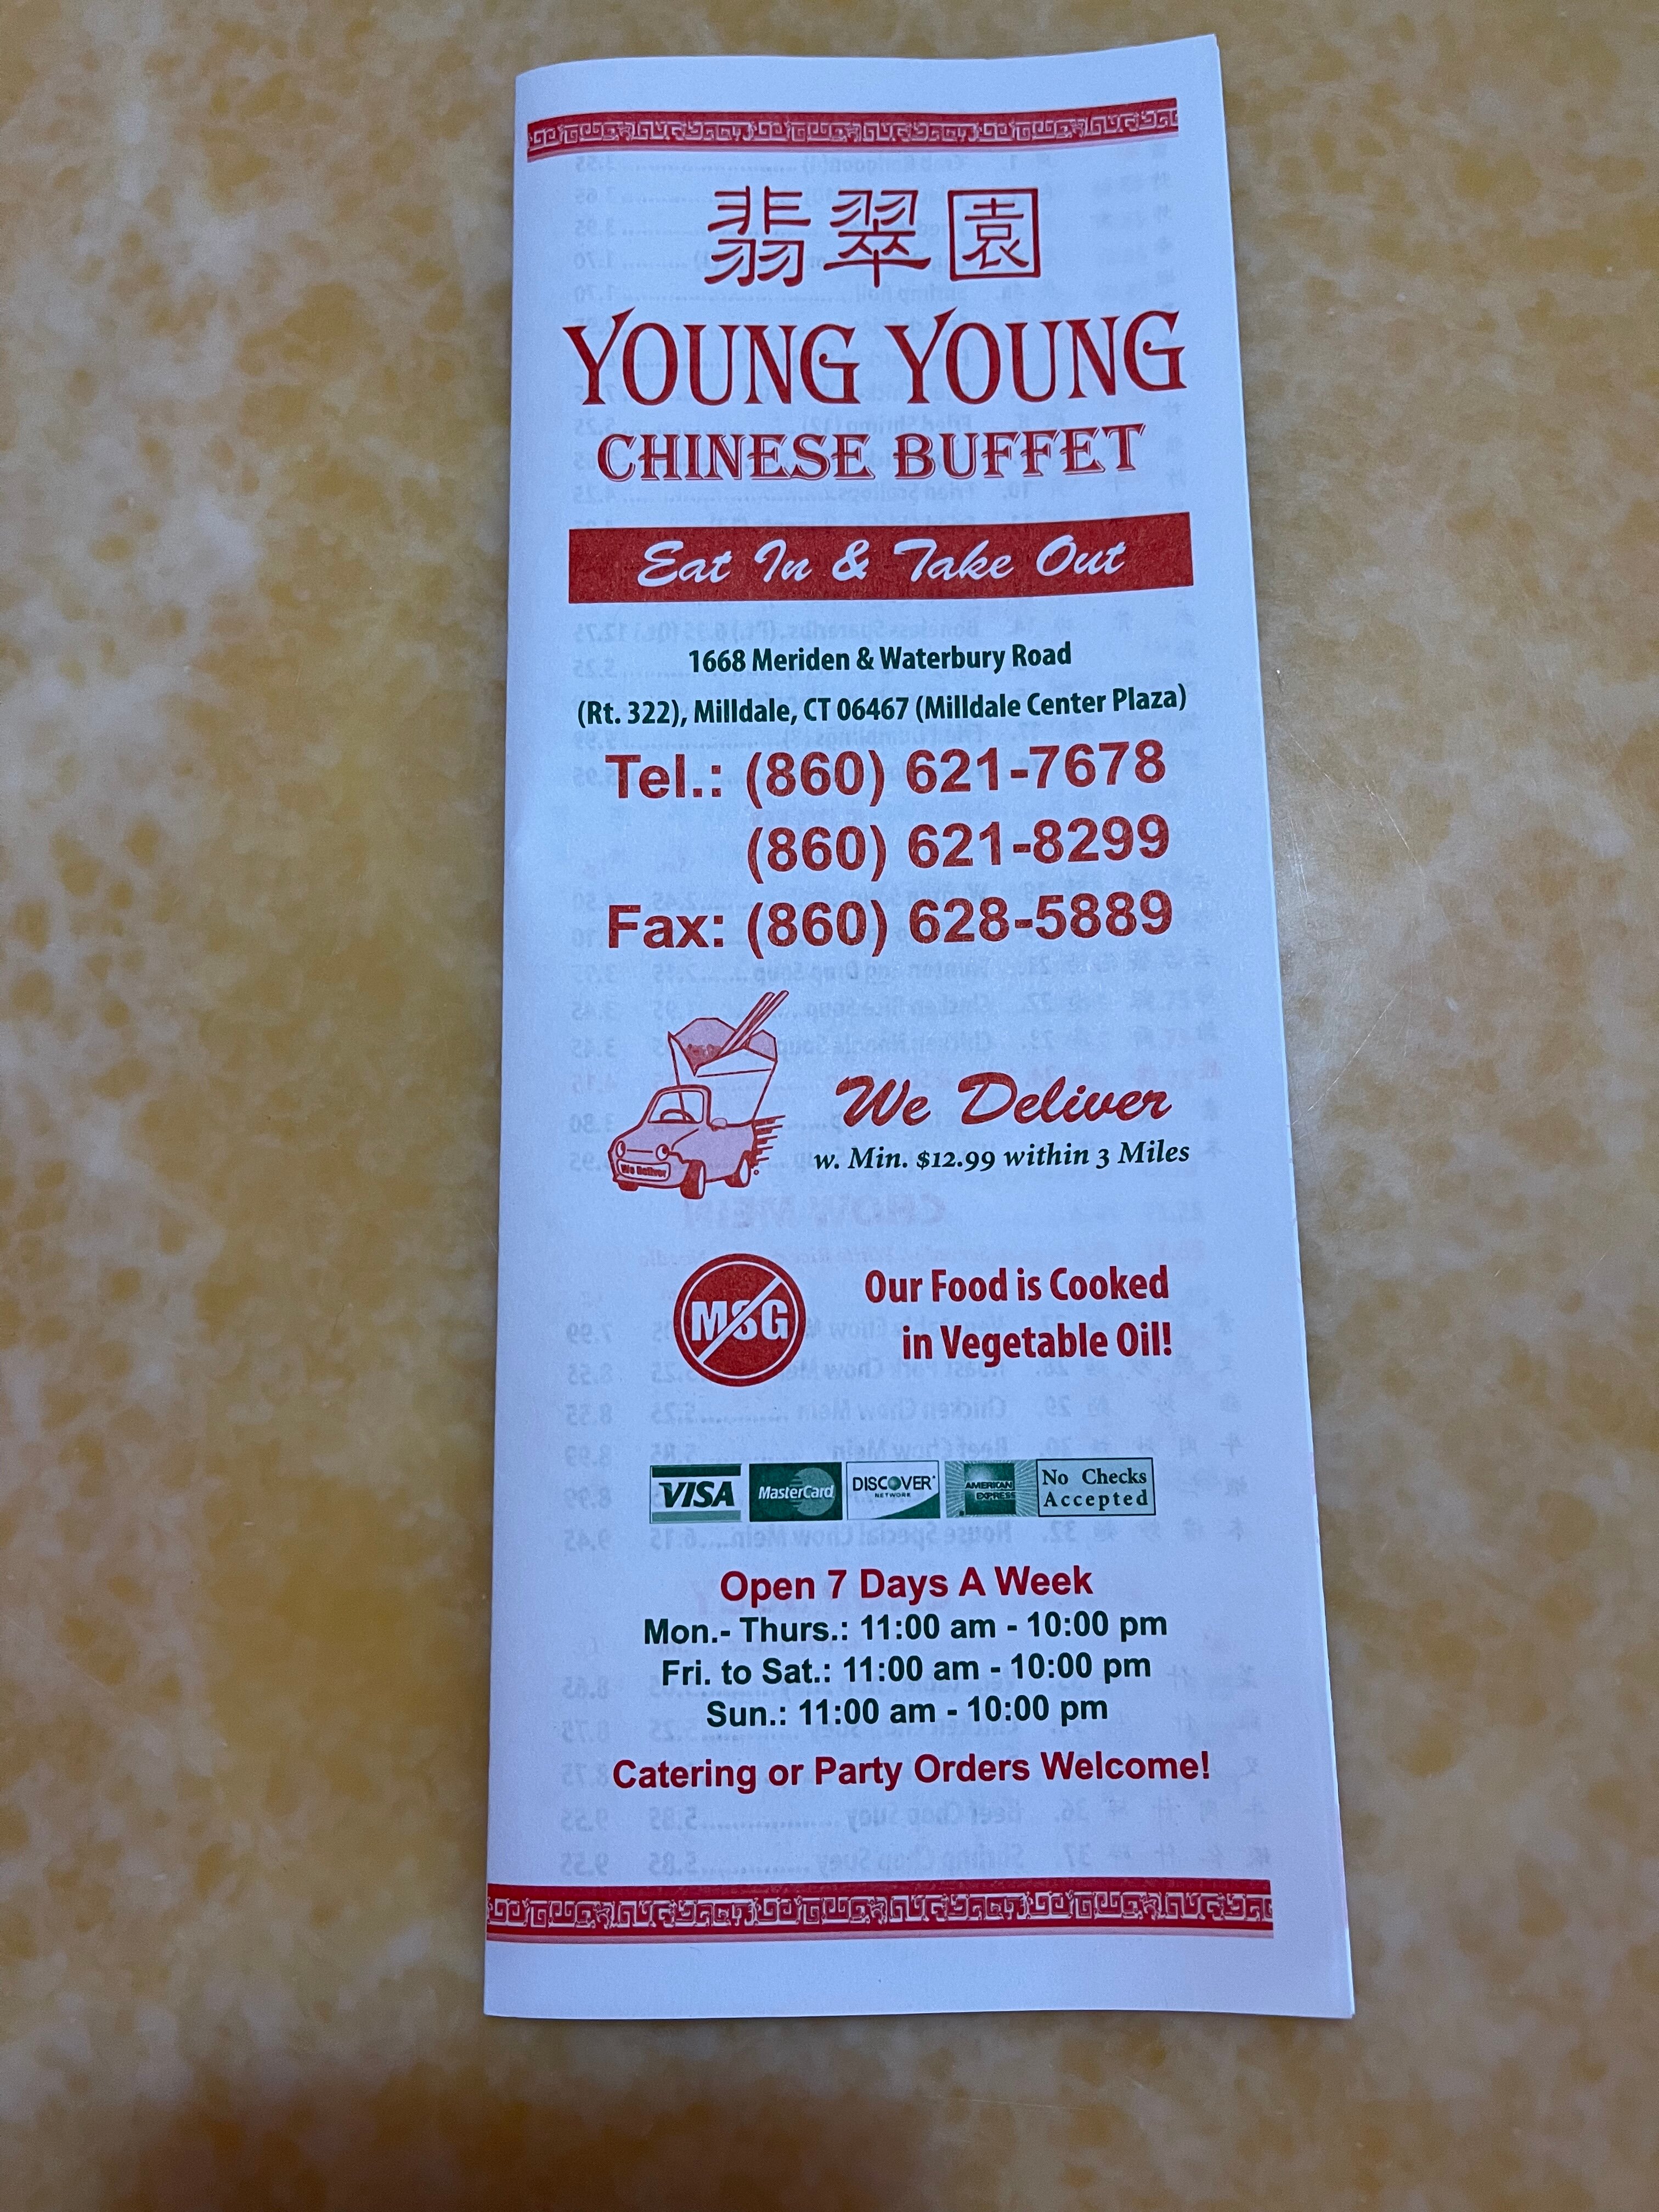 翡翠園
YOUNG YOUNG
CHINESE BUFFET
Eat In & Take Out
1668 Meriden & Waterbury Road
(Rt. 322), Milldale, CT 06467 (Milldale Center Plaza)
Tel.: (860) 621-7678
(860) 621-8299
Fax: (860) 628-5889
We Deliver
w. Min. $12.99 within 3 Miles
We Deliver
MSG
Our Food is Cooked
in Vegetable Oil!
VISA MasterCard DISCOVER NETWORK AMERICAN EXPRESS No Checks Accepted
Open 7 Days A Week
Mon.- Thurs.: 11:00 am - 10:00 pm
Fri. to Sat.: 11:00 am - 10:00 pm
Sun.: 11:00 am - 10:00 pm
Catering or Party Orders Welcome!